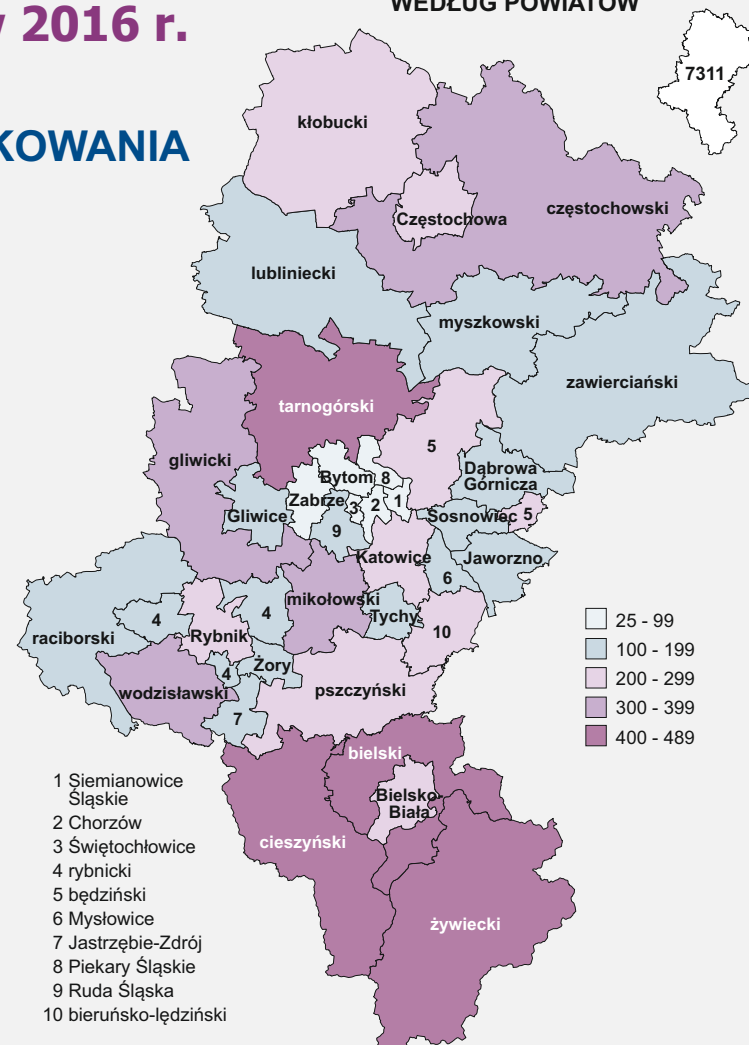 2016 r.
WEDŁUG POWIATÓW
7311
KOWANIA
kłobucki
Częstochowa
częstochowski
lubliniecki
myszkowski
zawierciański
tarnogórski
gliwicki
5
Dąbrowa
Górnicza
Bytom
8
Zabrze
3
2
1
Gliwice
9
Sosnowiec
5
Katowice
6
Jaworzno
mikołowski
Tychy
raciborski
4
Rybnik
4
10
wodzisławski
4
Żory
7
pszczyński
25 - 99
100 - 199
200 - 299
300 - 399
400 - 489
bielski
Bielsko-
Biała
cieszyński
żywiecki
1 Siemianowice
Śląskie
2 Chorzów
3 Świętochłowice
4 rybnicki
5 będziński
6 Mysłowice
7 Jastrzębie-Zdrój
8 Piekary Śląskie
9 Ruda Śląska
10 bieruńsko-lędziński